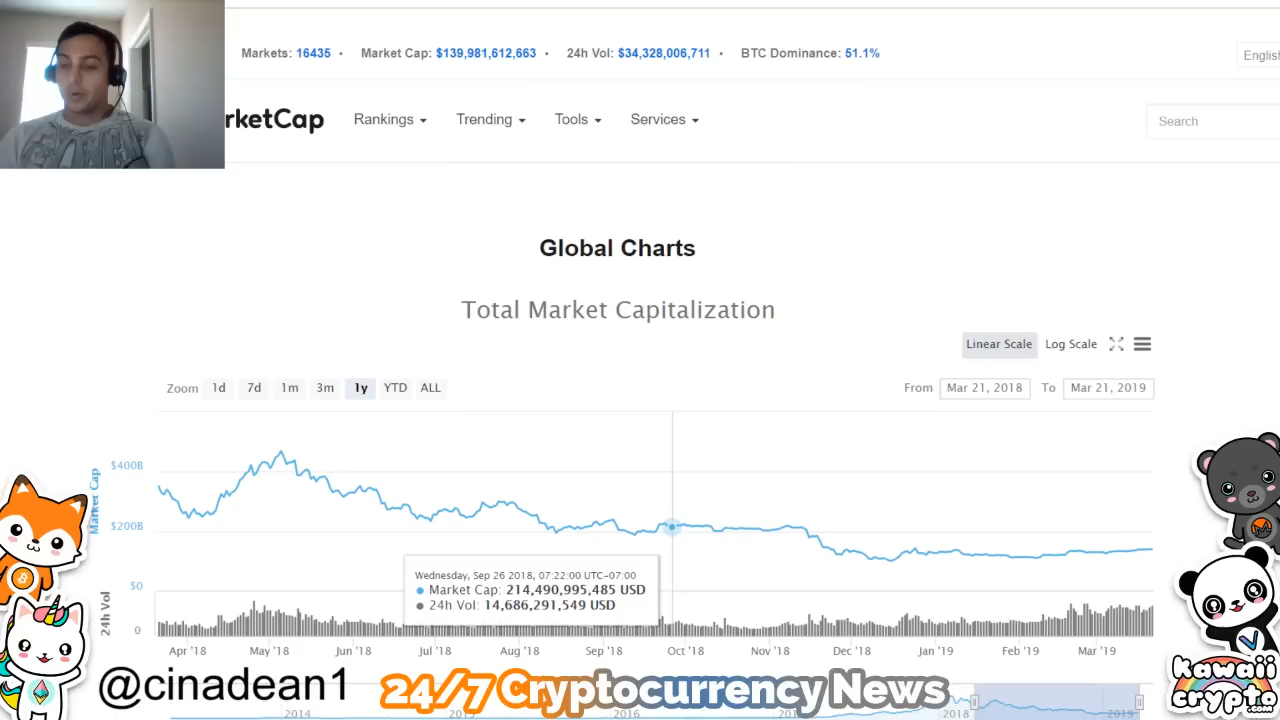 Markets: 16435 • Market Cap: $139,981,612,663 • 24h Vol: $34,328,006,711 • BTC Dominance: 51.1%
English
rketCap Rankings Trending Tools Services
Search
Global Charts
Total Market Capitalization
Linear Scale Log Scale
Zoom 1d 7d 1m 3m 1y YTD ALL From Mar 21, 2018 To Mar 21, 2019
Market Cap
$400B
$200B
$0
24h Vol
0
Wednesday, Sep 26 2018, 07:22:00 UTC-07:00
● Market Cap: 214,490,995,485 USD
● 24h Vol: 14,686,291,549 USD
Apr '18 May '18 Jun '18 Jul '18 Aug '18 Sep '18 Oct '18 Nov '18 Dec '18 Jan '19 Feb '19 Mar '19
@cinadean1
24/7 Cryptocurrency News
kawaii
crypto
.com
2014 2016 2018 2019